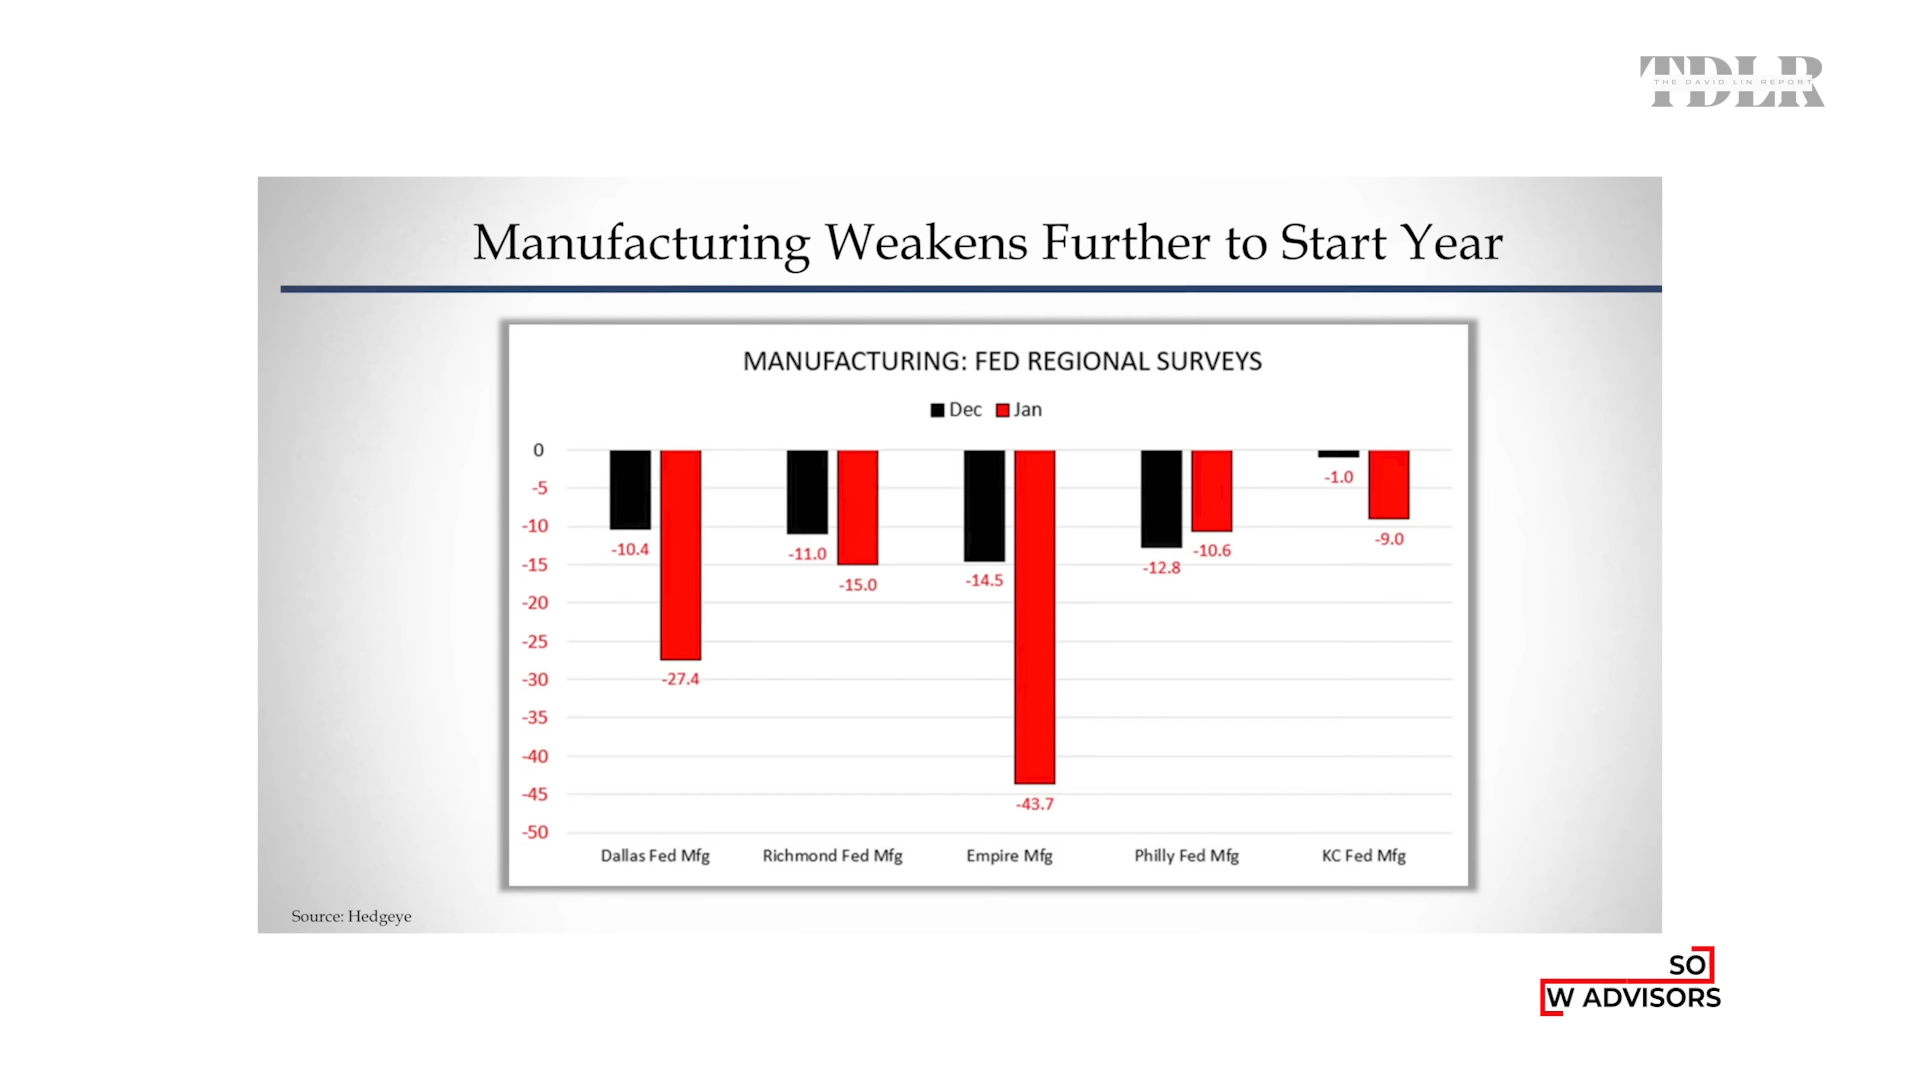 TDLR
THE DAVID LIN REPORT
Manufacturing Weakens Further to Start Year
MANUFACTURING: FED REGIONAL SURVEYS
Dec Jan
0
-5
-10
-15
-20
-25
-30
-35
-40
-45
-50
-10.4
-27.4
-11.0
-15.0
-14.5
-43.7
-12.8
-10.6
-1.0
-9.0
Dallas Fed Mfg Richmond Fed Mfg Empire Mfg Philly Fed Mfg KC Fed Mfg
Source: Hedgeye
SO
W ADVISORS